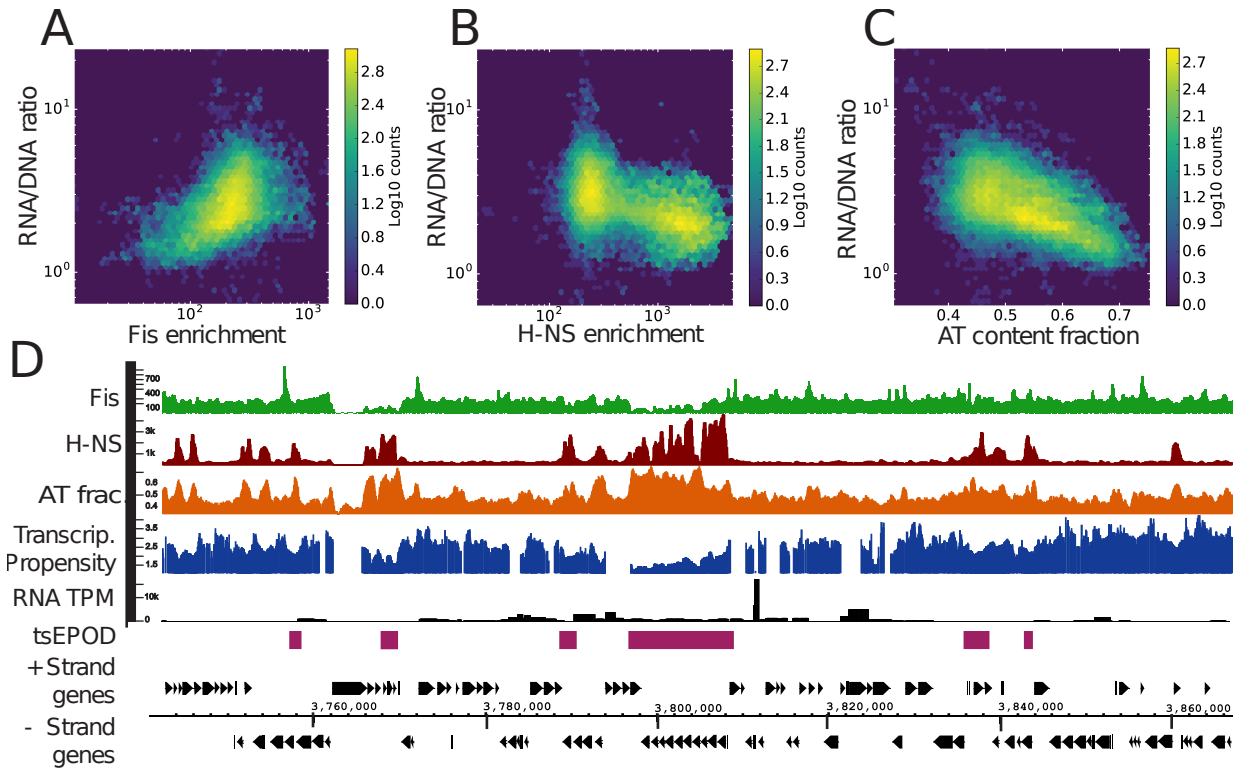 A
B
C
RNA/DNA ratio
10¹
10⁰
10²
10³
Fis enrichment
2.8
2.4
2.0
1.6
1.2
0.8
0.4
0.0
Log10 counts
RNA/DNA ratio
10¹
10⁰
10²
10³
H-NS enrichment
2.7
2.4
2.1
1.8
1.5
1.2
0.9
0.6
0.3
0.0
Log10 counts
RNA/DNA ratio
10¹
10⁰
0.4
0.5
0.6
0.7
AT content fraction
2.7
2.4
2.1
1.8
1.5
1.2
0.9
0.6
0.3
0.0
Log10 counts
D
Fis
700
400
100
H-NS
3k
1k
AT frac
0.6
0.5
0.4
Transcrip.
Propensity
3.5
2.5
1.5
RNA TPM
10k
0
tsEPOD
+ Strand
genes
3,760,000 3,780,000 3,800,000 3,820,000 3,840,000 3,860,000
- Strand
genes